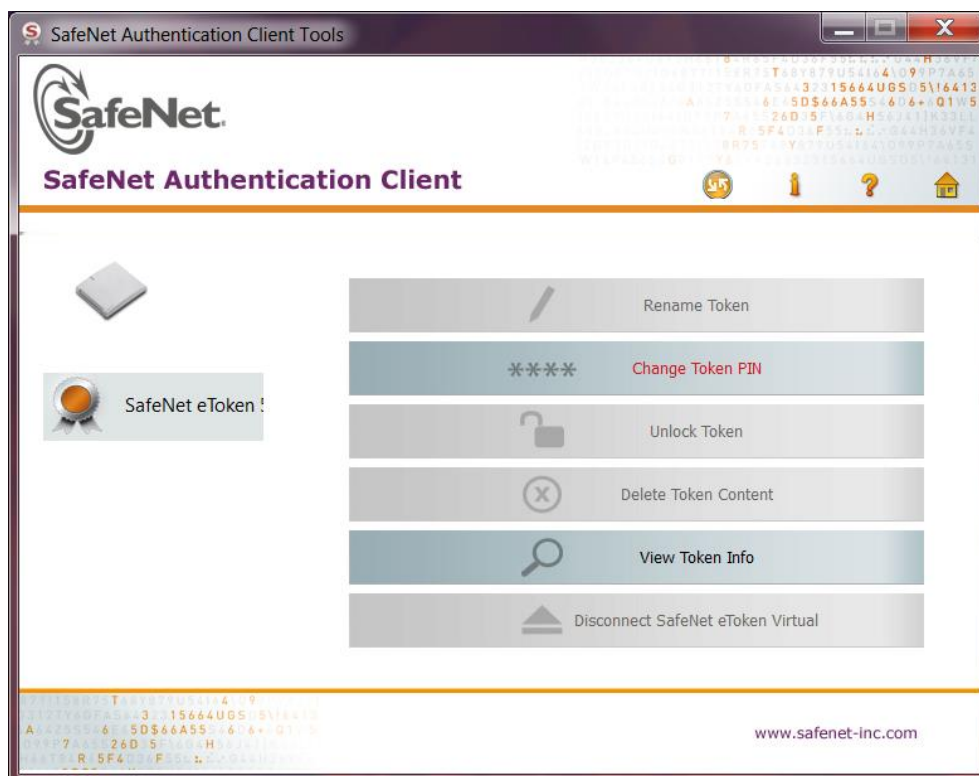 SafeNet Authentication Client Tools
SafeNet.
SafeNet Authentication Client
Rename Token
**** Change Token PIN
SafeNet eToken
Unlock Token
Delete Token Content
View Token Info
Disconnect SafeNet eToken Virtual
www.safenet-inc.com